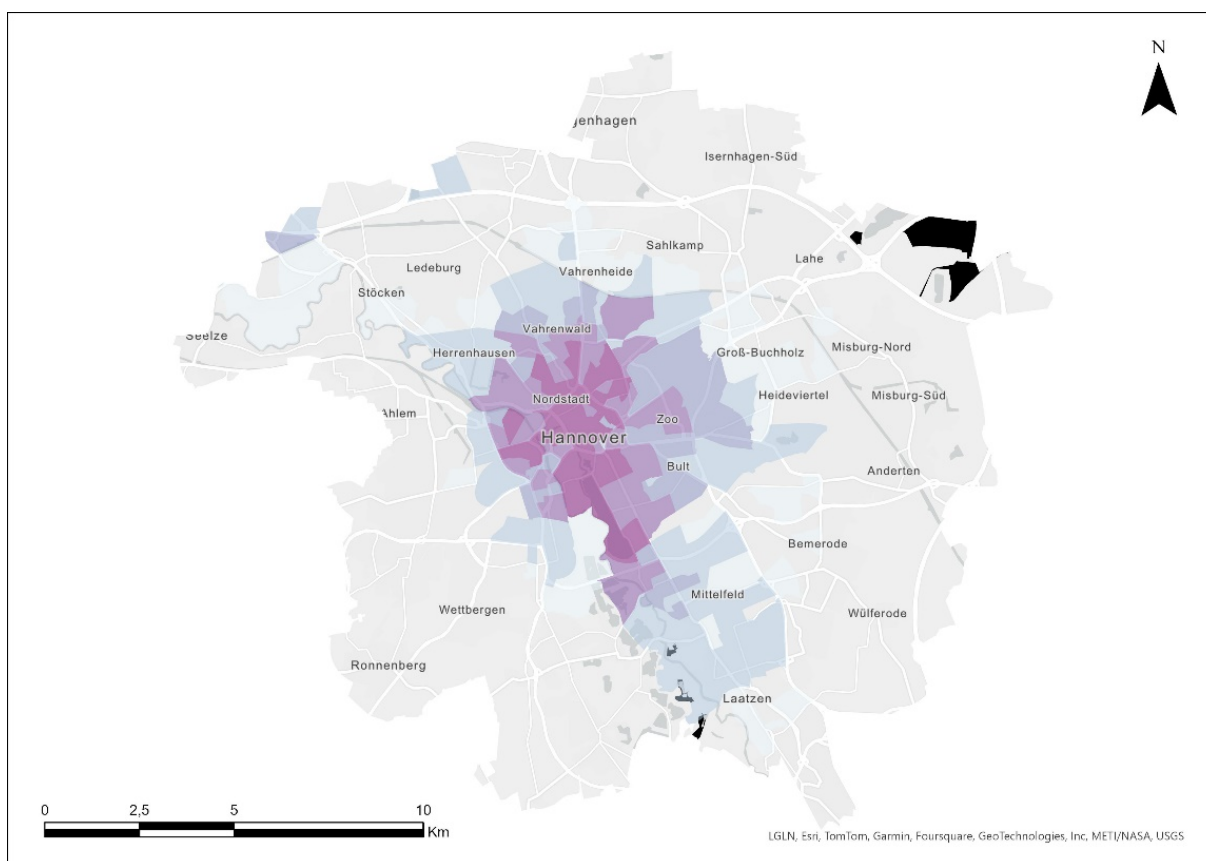 N
genhagen
Isernhagen-Süd
Sahlkamp
Lahe
Ledeburg
Vahrenheide
Stöcken
Seelze
Vahrenwald
Herrenhausen
Groß-Buchholz
Misburg-Nord
Nordstadt
Heideviertel
Misburg-Süd
Ahlem
Zoo
Hannover
Bult
Anderten
Bemerode
Mittelfeld
Wettbergen
Wülferode
Ronnenberg
Laatzen
0 2,5 5 10
Km
LGLN, Esri, TomTom, Garmin, Foursquare, GeoTechnologies, Inc, METI/NASA, USGS